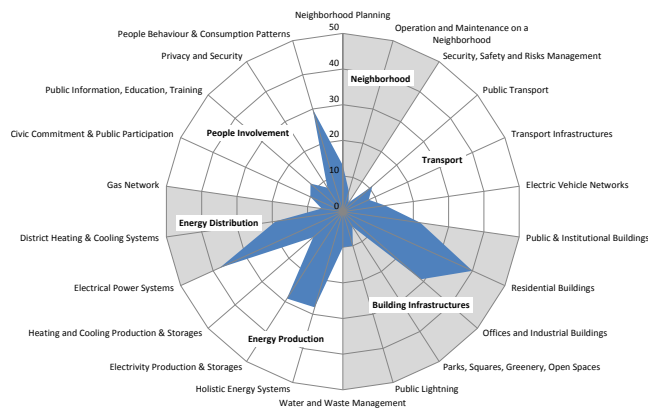 Neighborhood Planning
People Behaviour & Consumption Patterns
Operation and Maintenance on a
Neighborhood
50
Privacy and Security
Security, Safety and Risks Management
40
Neighborhood
Public Information, Education, Training
Public Transport
30
People Involvement
Civic Commitment & Public Participation
Transport Infrastructures
20
Transport
10
Gas Network
Electric Vehicle Networks
0
Energy Distribution
District Heating & Cooling Systems
Public & Institutional Buildings
Electrical Power Systems
Residential Buildings
Building Infrastructures
Heating and Cooling Production & Storages
Offices and Industrial Buildings
Energy Production
Electrivity Production & Storages
Parks, Squares, Greenery, Open Spaces
Holistic Energy Systems
Public Lightning
Water and Waste Management